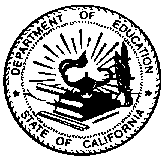 DEPARTMENT OF EDUCATION
STATE OF CALIFORNIA